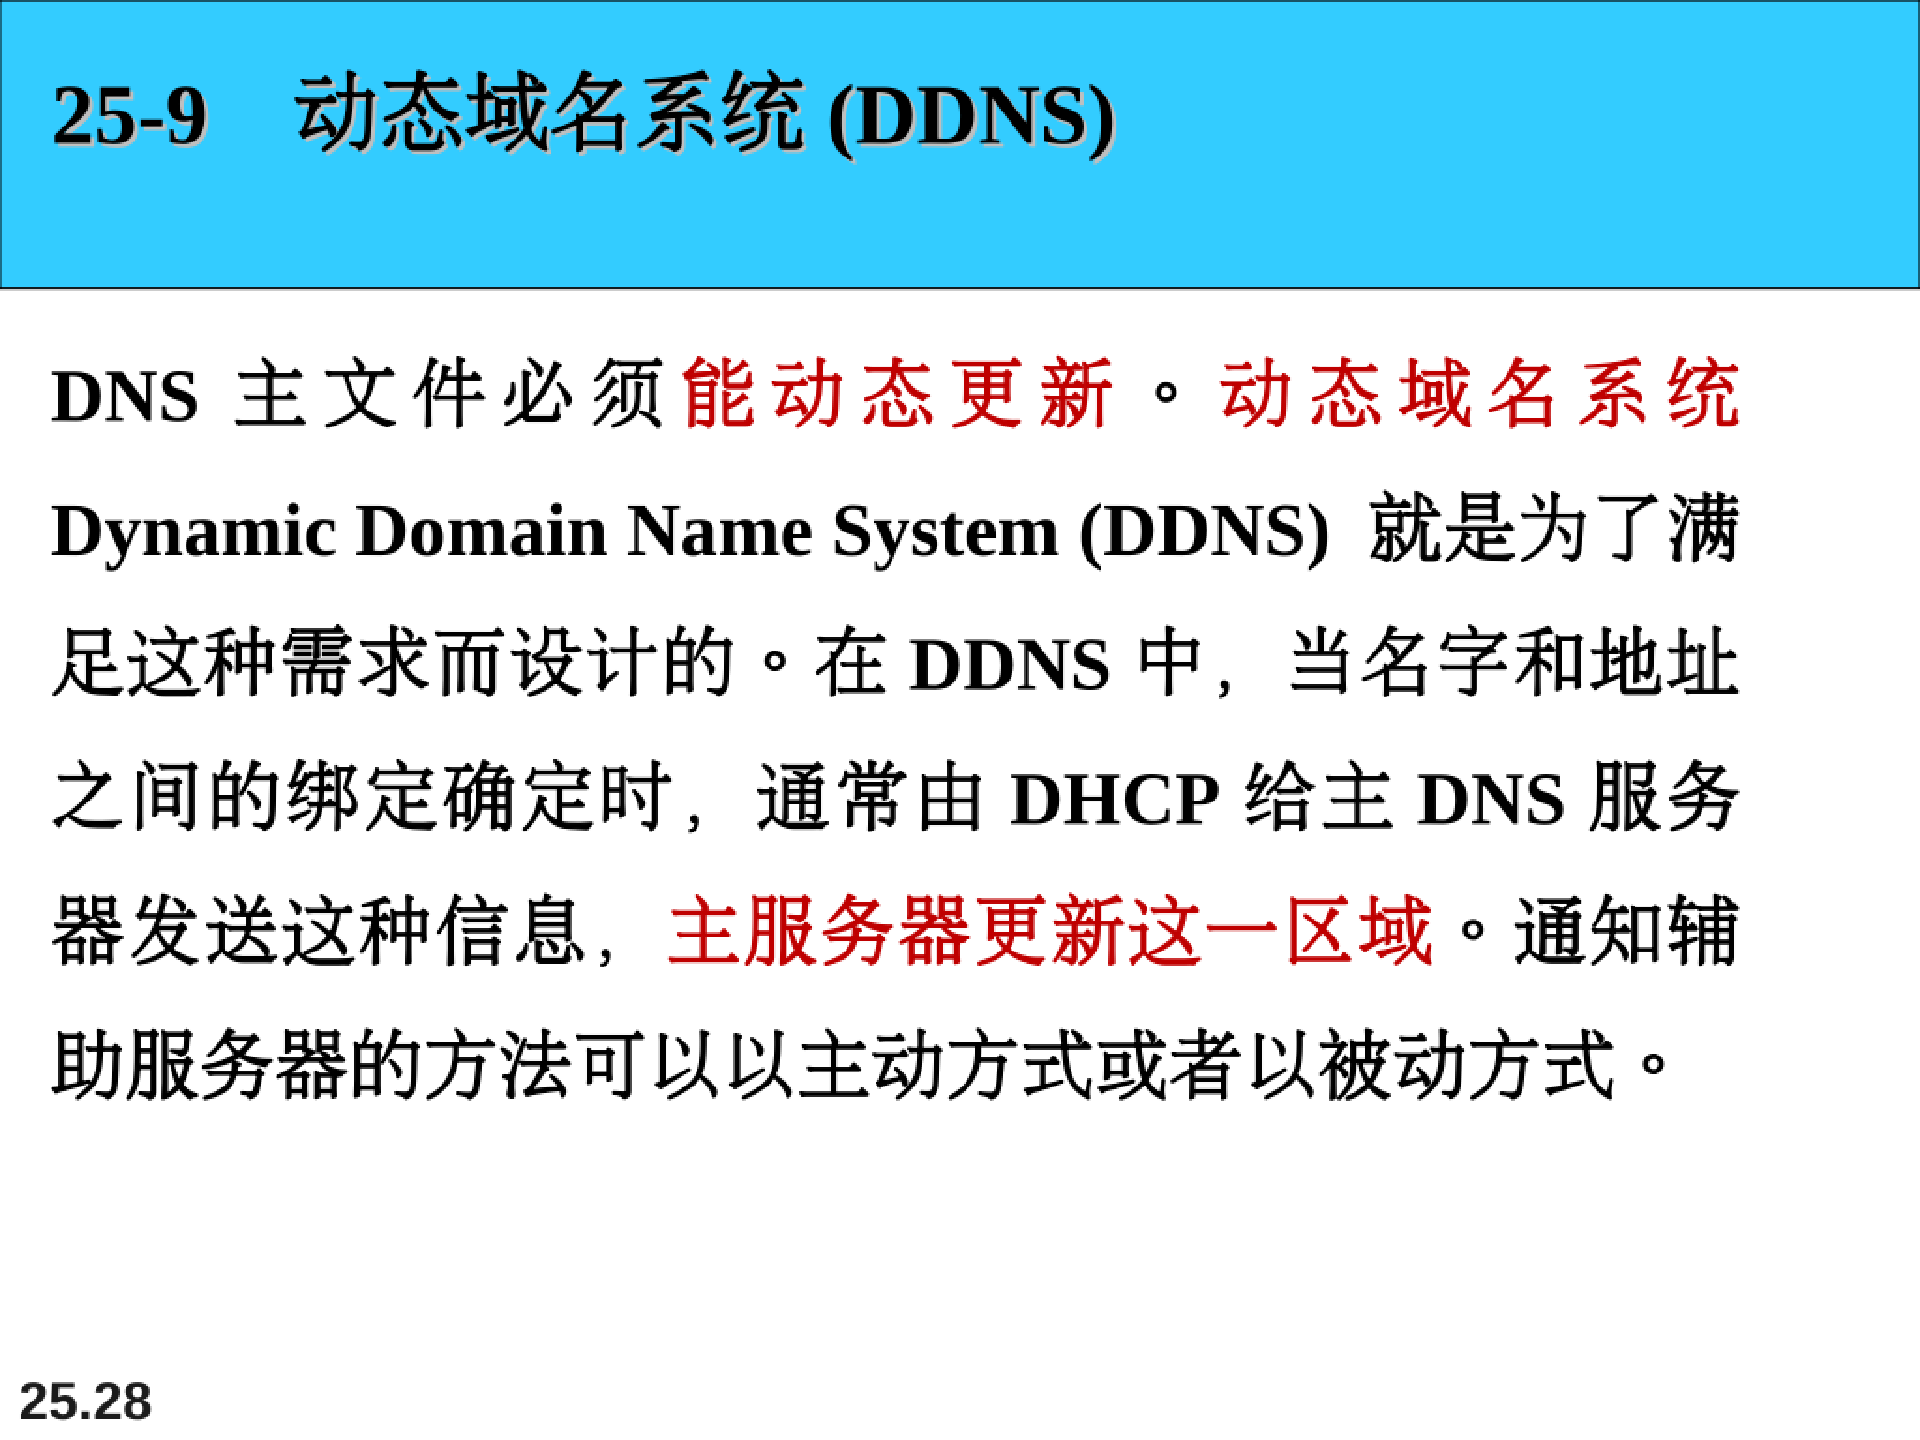 25-9 动态域名系统 (DDNS)
DNS 主文件必须能动态更新。动态域名系统
Dynamic Domain Name System (DDNS) 就是为了满
足这种需求而设计的。在 DDNS 中，当名字和地址
之间的绑定确定时，通常由 DHCP 给主 DNS 服务
器发送这种信息，主服务器更新这一区域。通知辅
助服务器的方法可以以主动方式或者以被动方式。
25.28